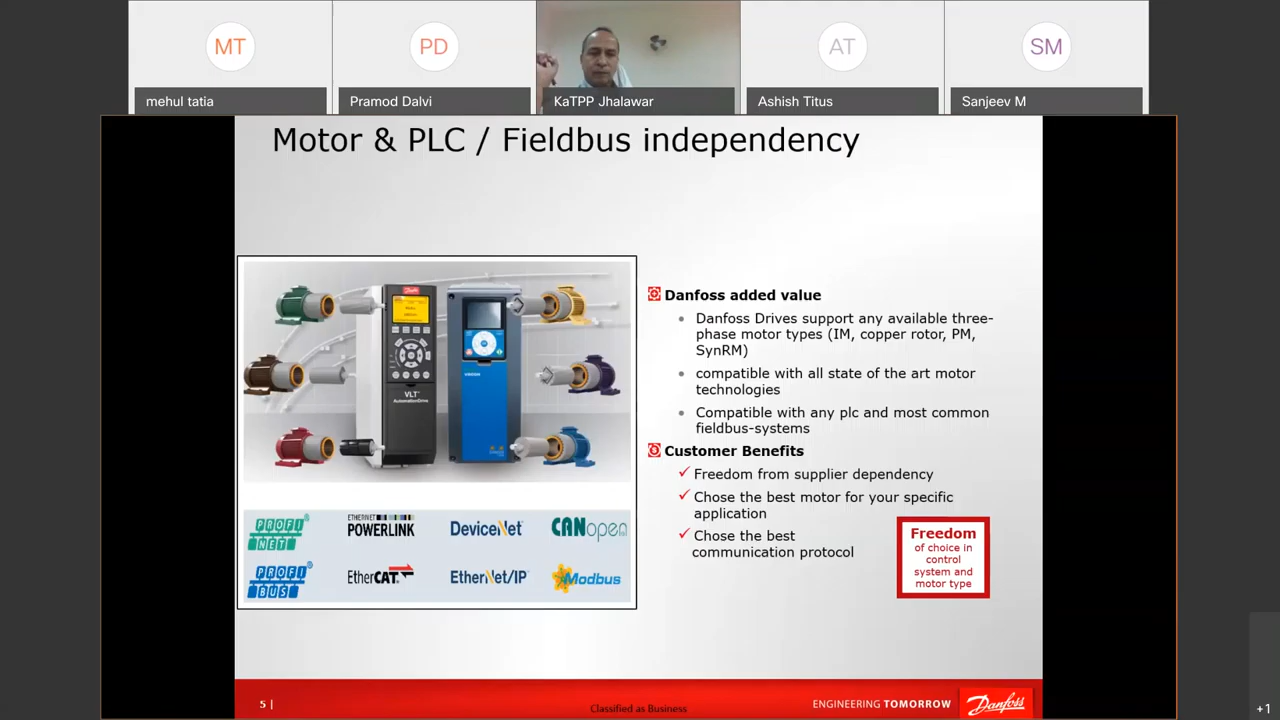 MT
PD
AT
SM
mehul tatia
Pramod Dalvi
KaTPP Jhalawar
Ashish Titus
Sanjeev M
Motor & PLC / Fieldbus independency
Danfoss
VLT
AutomationDrive
Danfoss added value
Danfoss Drives support any available three-
phase motor types (IM, copper rotor, PM,
SynRM)
compatible with all state of the art motor
technologies
Compatible with any plc and most common
fieldbus-systems
Customer Benefits
Freedom from supplier dependency
Chose the best motor for your specific
application
Chose the best
communication protocol
Freedom
of choice in
control
system and
motor type
PROFI
NET
ETHERNET
POWERLINK
DeviceNet
CANopen
PROFI
BUS
EtherCAT
EtherNet/IP
Modbus
5 |
Classified as Business
ENGINEERING TOMORROW
Danfoss
+1